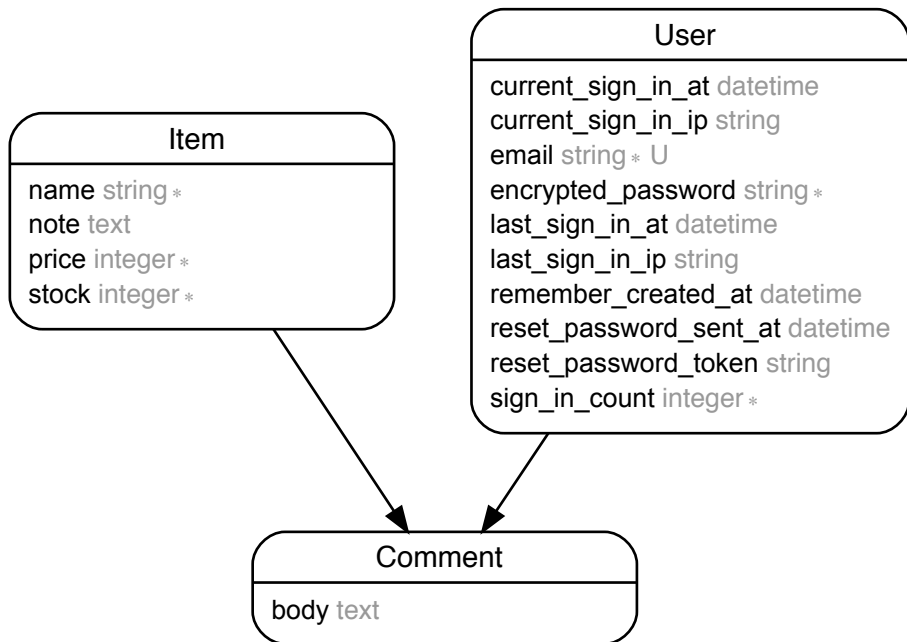 Item
name string *
note text
price integer *
stock integer *
User
current_sign_in_at datetime
current_sign_in_ip string
email string * U
encrypted_password string *
last_sign_in_at datetime
last_sign_in_ip string
remember_created_at datetime
reset_password_sent_at datetime
reset_password_token string
sign_in_count integer *
Comment
body text